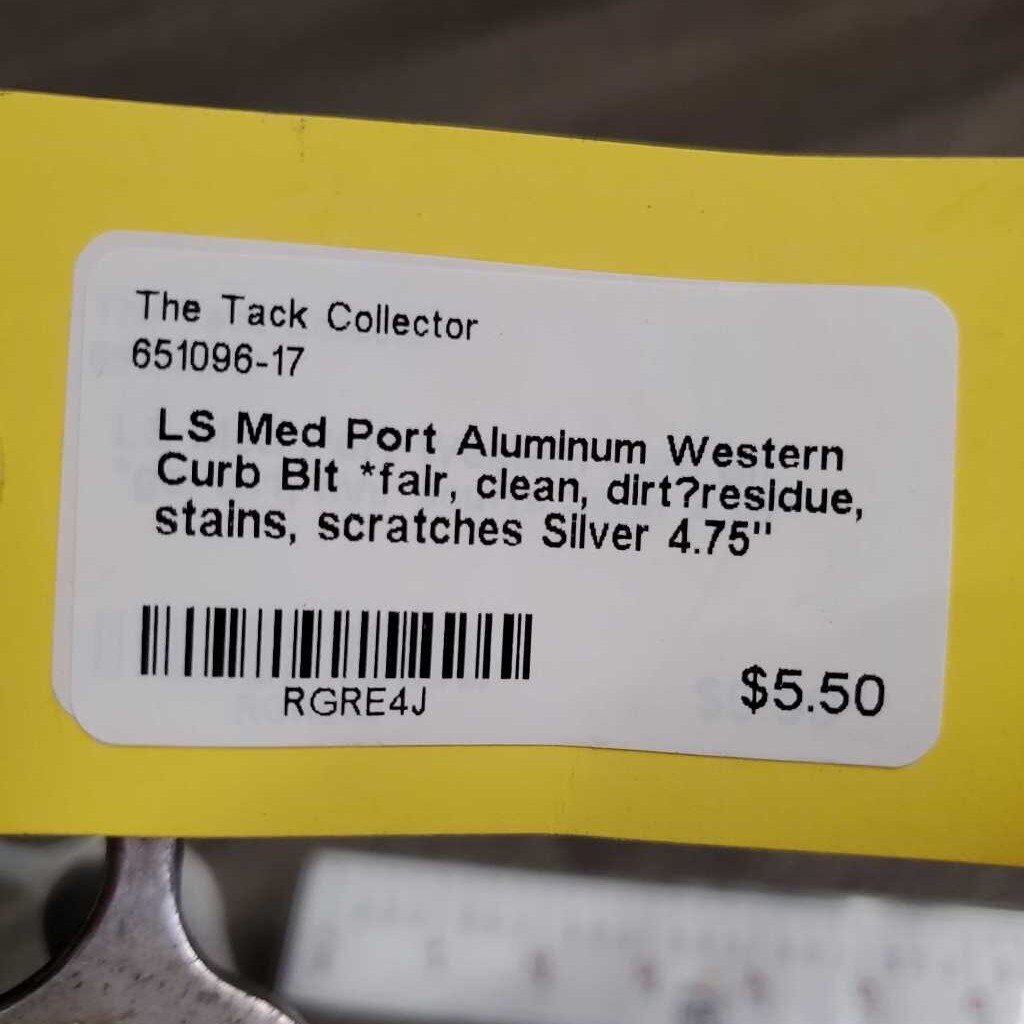 The Tack Collector
651096-17
LS Med Port Aluminum Western
Curb Bit *fair, clean, dirt?residue,
stains, scratches Silver 4.75"
RGRE4J
$5.50